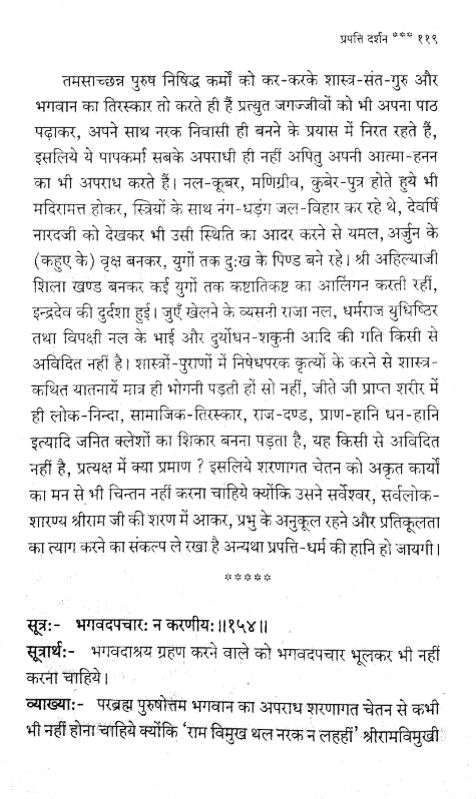 प्रपत्ति दर्शन *** ११९
तमसाच्छन्न पुरुष निषिद्ध कर्मों को कर-करके शास्त्र-संत-गुरु और
भगवान का तिरस्कार तो करते ही हैं प्रत्युत जगज्जीवों को भी अपना पाठ
पढ़ाकर, अपने साथ नरक निवासी ही बनने के प्रयास में निरत रहते हैं,
इसलिये ये पापकर्मा सबके अपराधी ही नहीं अपितु अपनी आत्मा-हनन
का भी अपराध करते हैं। नल-कूबर, मणिग्रीव, कुबेर-पुत्र होते हुये भी
मदिरामत्त होकर, स्त्रियों के साथ नंग-धड़ंग जल-विहार कर रहे थे, देवर्षि
नारदजी को देखकर भी उसी स्थिति का आदर करने से यमल, अर्जुन के
(कहुए के) वृक्ष बनकर, युगों तक दुःख के पिण्ड बने रहे। श्री अहिल्याजी
शिला खण्ड बनकर कई युगों तक कष्टातिकष्ट का आलिंगन करती रहीं,
इन्द्रदेव की दुर्दशा हुई। जुएँ खेलने के व्यसनी राजा नल, धर्मराज युधिष्ठिर
तथा विपक्षी नल के भाई और दुर्योधन-शकुनी आदि की गति किसी से
अविदित नहीं है। शास्त्रों-पुराणों में निषेधपरक कृत्यों के करने से शास्त्र-
कथित यातनायें मात्र ही भोगनी पड़ती हों सो नहीं, जीते जी प्राप्त शरीर में
ही लोक-निन्दा, सामाजिक-तिरस्कार, राज-दण्ड, प्राण-हानि धन-हानि
इत्यादि जनित क्लेशों का शिकार बनना पड़ता है, यह किसी से अविदित
नहीं है, प्रत्यक्ष में क्या प्रमाण ? इसलिये शरणागत चेतन को अकृत कार्यों
का मन से भी चिन्तन नहीं करना चाहिये क्योंकि उसने सर्वेश्वर, सर्वलोक-
शारण्य श्रीराम जी की शरण में आकर, प्रभु के अनुकूल रहने और प्रतिकूलता
का त्याग करने का संकल्प ले रखा है अन्यथा प्रपत्ति-धर्म की हानि हो जायगी।
*****
सूत्रः- भगवदपचारः न करणीयः॥१५४॥
सूत्रार्थः- भगवदाश्रय ग्रहण करने वाले को भगवदपचार भूलकर भी नहीं
करना चाहिये।
व्याख्याः- परब्रह्म पुरुषोत्तम भगवान का अपराध शरणागत चेतन से कभी
भी नहीं होना चाहिये क्योंकि 'राम विमुख थल नरक न लहहीं' श्रीरामविमुखी